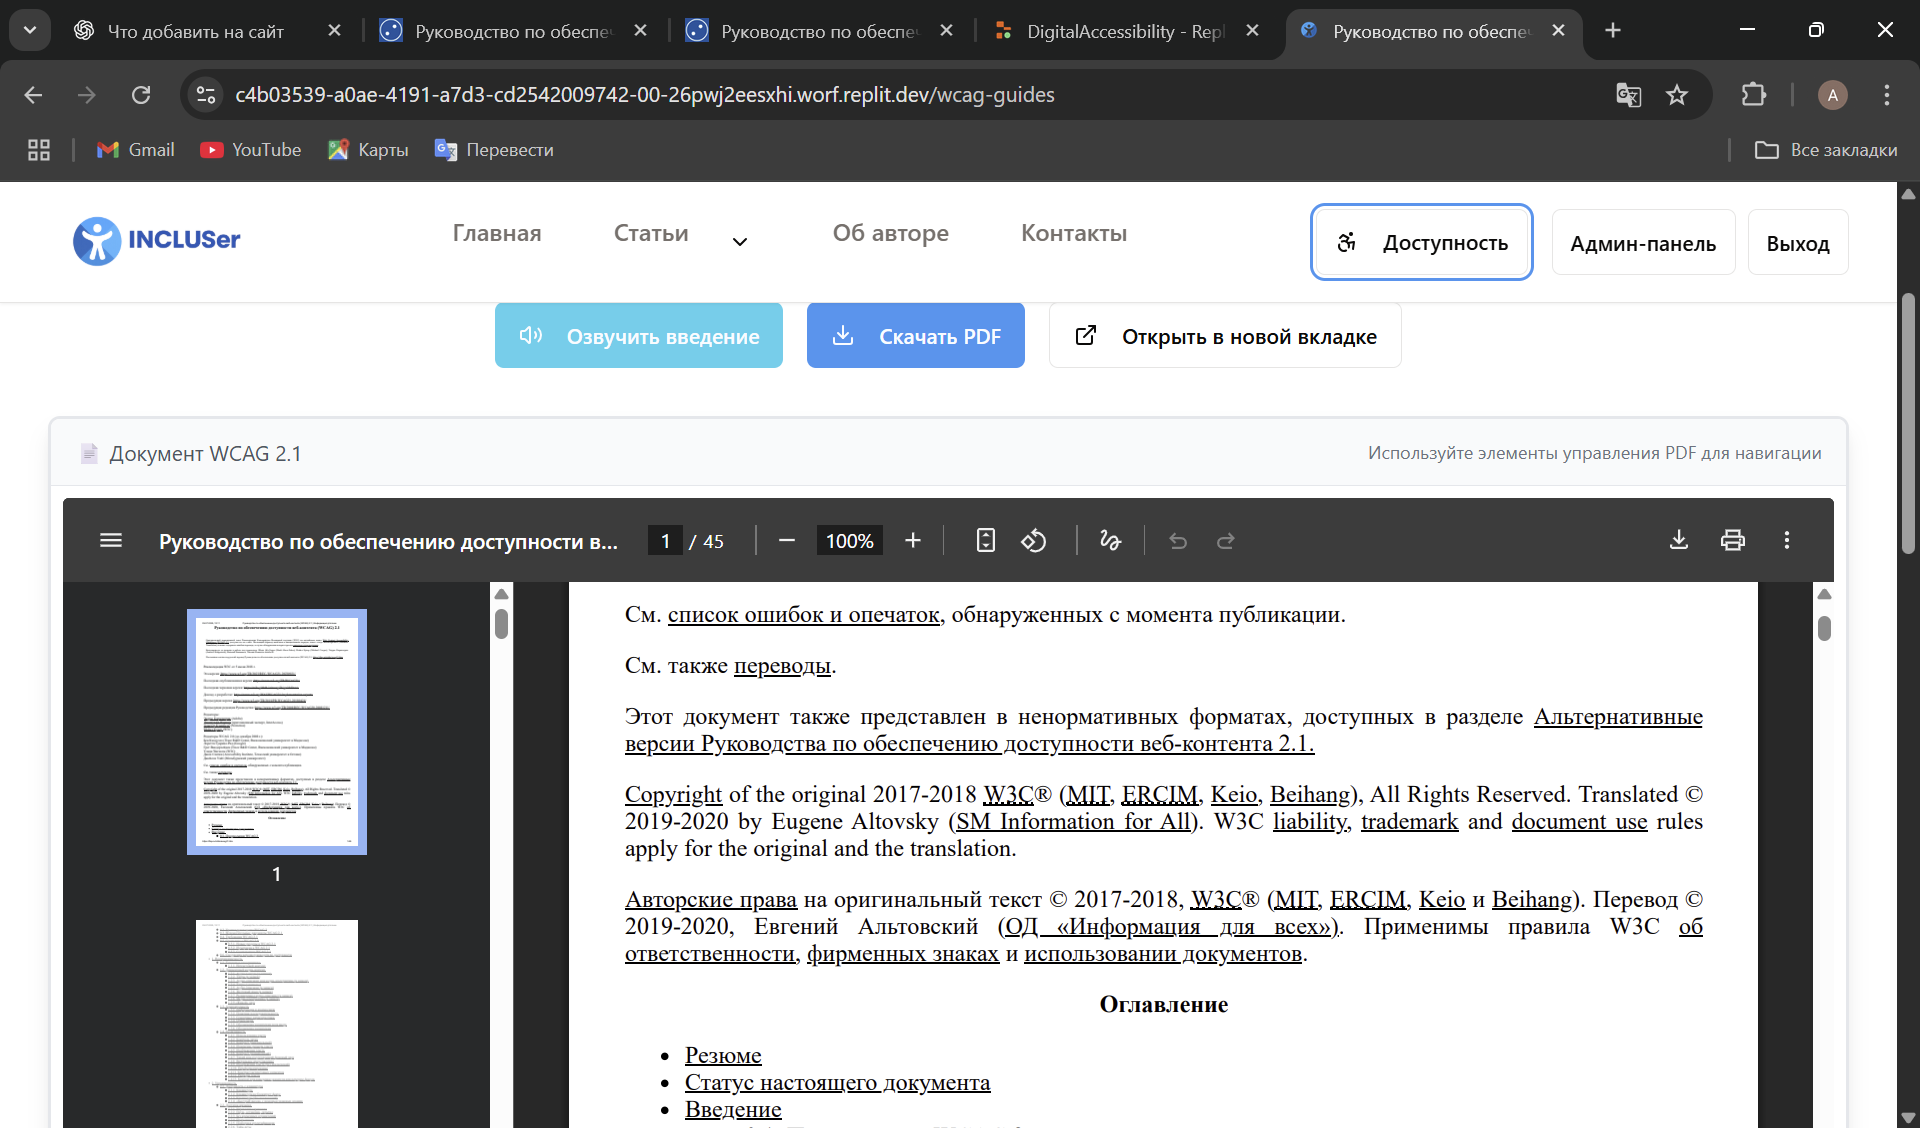 Что добавить на сайт
Руководство по обеспе
Руководство по обеспе
DigitalAccessibility - Repl
Руководство по обеспе
c4b03539-a0ae-4191-a7d3-cd2542009742-00-26pwj2eesxhi.worf.replit.dev/wcag-guides
A
Gmail
YouTube
Карты
Перевести
Все закладки
INCLUSer
Главная
Статьи
Об авторе
Контакты
Доступность
Админ-панель
Выход
Озвучить введение
Скачать PDF
Открыть в новой вкладке
Документ WCAG 2.1
Используйте элементы управления PDF для навигации
Руководство по обеспечению доступности в...
1 / 45
100%
1
См. список ошибок и опечаток, обнаруженных с момента публикации.
См. также переводы.
Этот документ также представлен в ненормативных форматах, доступных в разделе Альтернативные
версии Руководства по обеспечению доступности веб-контента 2.1.
Copyright of the original 2017-2018 W3C® (MIT, ERCIM, Keio, Beihang), All Rights Reserved. Translated ©
2019-2020 by Eugene Altovsky (SM Information for All). W3C liability, trademark and document use rules
apply for the original and the translation.
Авторские права на оригинальный текст © 2017-2018, W3C® (MIT, ERCIM, Keio и Beihang). Перевод ©
2019-2020, Евгений Альтовский (ОД «Информация для всех»). Применимы правила W3C об
ответственности, фирменных знаках и использовании документов.
Оглавление
• Резюме
• Статус настоящего документа
• Введение